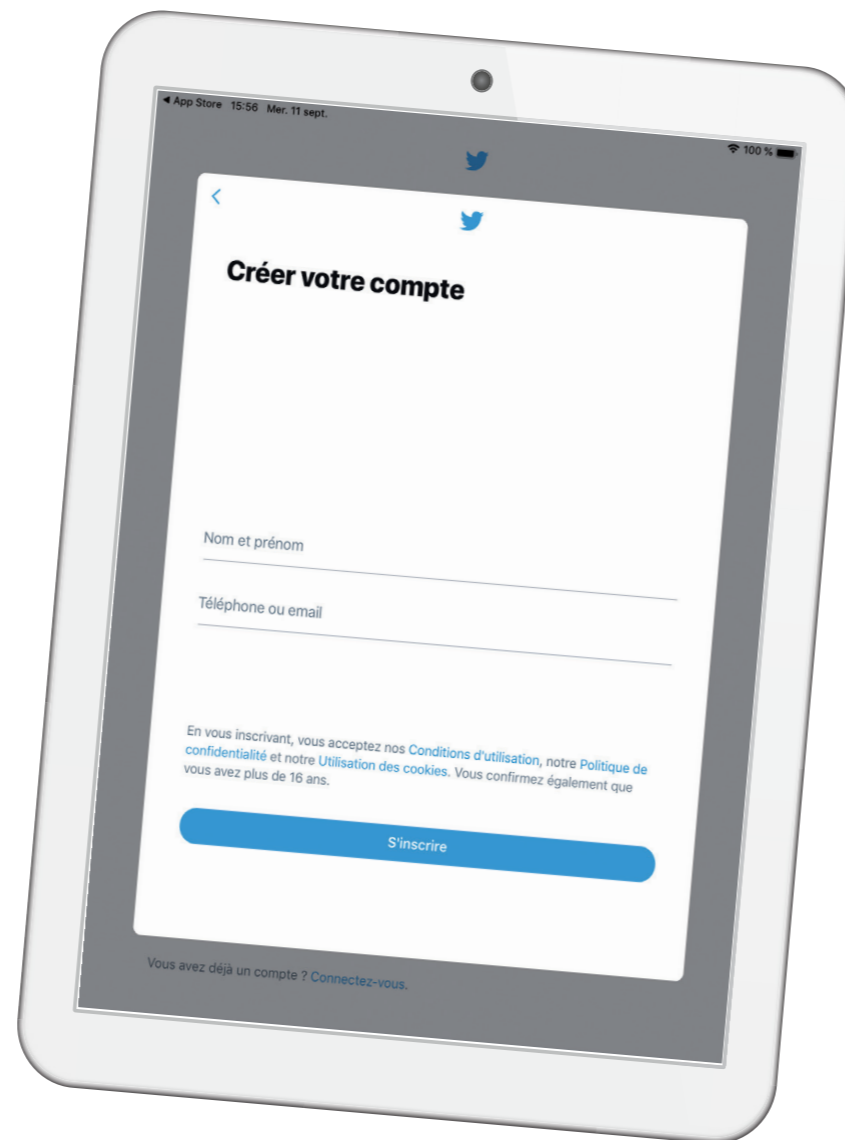 ◀ App Store 15:56 Mer. 11 sept.
100 %
Créer votre compte
Nom et prénom
Téléphone ou email
En vous inscrivant, vous acceptez nos Conditions d'utilisation, notre Politique de
confidentialité et notre Utilisation des cookies. Vous confirmez également que
vous avez plus de 16 ans.
S'inscrire
Vous avez déjà un compte ? Connectez-vous.